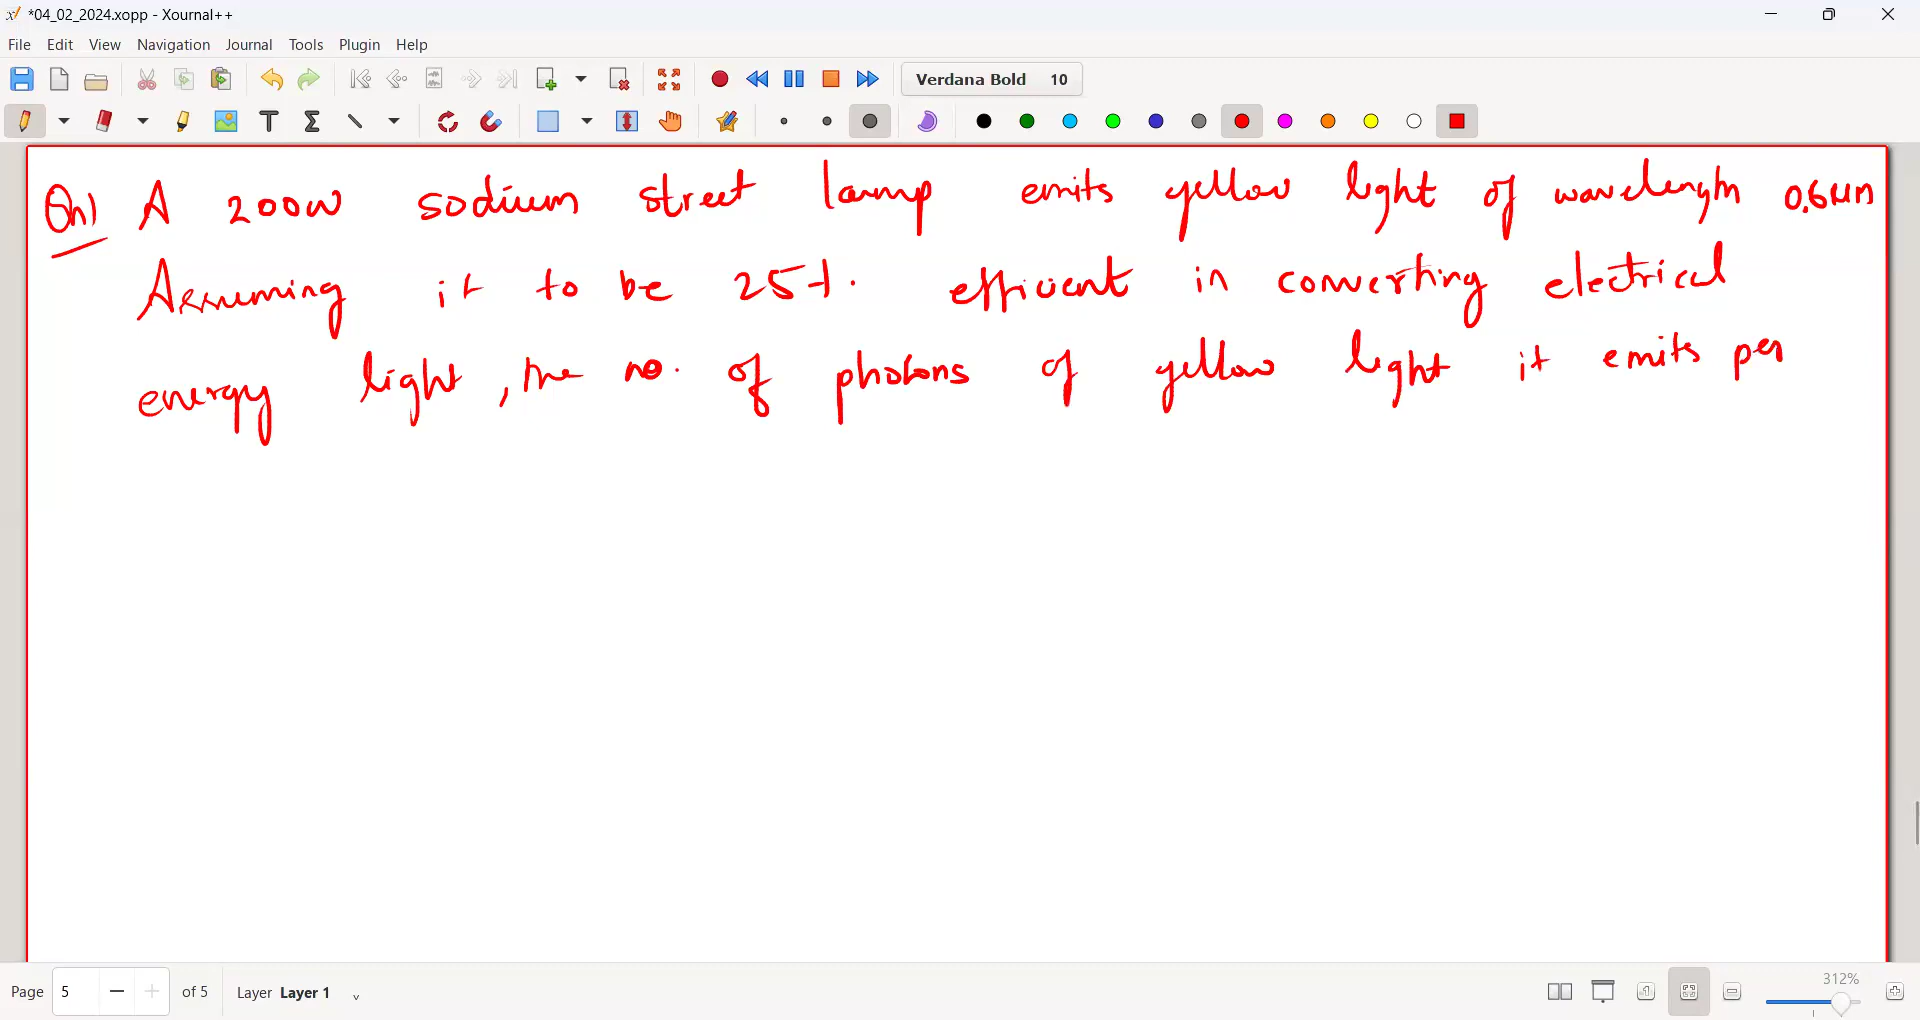 *04_02_2024.xopp - Xournal++
File Edit View Navigation Journal Tools Plugin Help
Verdana Bold 10
Qn) A 200W sodium street lamp emits yellow light of wavelength 0.6μm
Assuming it to be 25%. efficient in converting electrical
energy light, the no. of photons of yellow light it emits per
Page 5 of 5 Layer Layer 1 312%